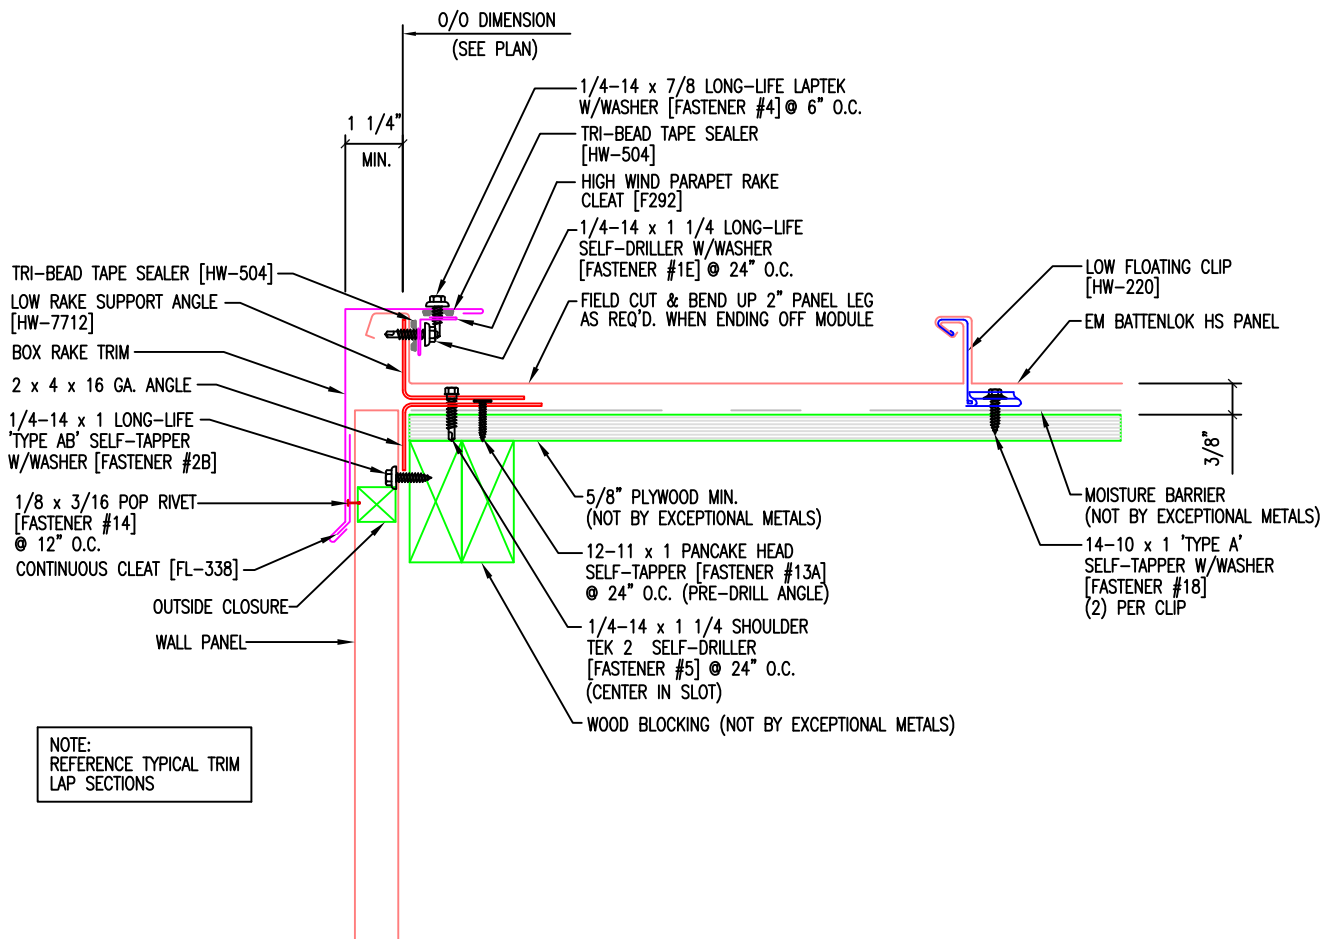 O/O DIMENSION
(SEE PLAN)
1 1/4"
MIN.
1/4-14 x 7/8 LONG-LIFE LAPTEK
W/WASHER [FASTENER #4] @ 6" O.C.
TRI-BEAD TAPE SEALER
[HW-504]
HIGH WIND PARAPET RAKE
CLEAT [F292]
1/4-14 x 1 1/4 LONG-LIFE
SELF-DRILLER W/WASHER
[FASTENER #1E] @ 24" O.C.
FIELD CUT & BEND UP 2" PANEL LEG
AS REQ'D. WHEN ENDING OFF MODULE
TRI-BEAD TAPE SEALER [HW-504]
LOW RAKE SUPPORT ANGLE
[HW-7712]
BOX RAKE TRIM
2 x 4 x 16 GA. ANGLE
1/4-14 x 1 LONG-LIFE
'TYPE AB' SELF-TAPPER
W/WASHER [FASTENER #2B]
1/8 x 3/16 POP RIVET
[FASTENER #14]
@ 12" O.C.
CONTINUOUS CLEAT [FL-338]
OUTSIDE CLOSURE
WALL PANEL
LOW FLOATING CLIP
[HW-220]
EM BATTENLOK HS PANEL
3/8"
MOISTURE BARRIER
(NOT BY EXCEPTIONAL METALS)
14-10 x 1 'TYPE A'
SELF-TAPPER W/WASHER
[FASTENER #18]
(2) PER CLIP
5/8" PLYWOOD MIN.
(NOT BY EXCEPTIONAL METALS)
12-11 x 1 PANCAKE HEAD
SELF-TAPPER [FASTENER #13A]
@ 24" O.C. (PRE-DRILL ANGLE)
1/4-14 x 1 1/4 SHOULDER
TEK 2 SELF-DRILLER
[FASTENER #5] @ 24" O.C.
(CENTER IN SLOT)
WOOD BLOCKING (NOT BY EXCEPTIONAL METALS)
NOTE:
REFERENCE TYPICAL TRIM
LAP SECTIONS